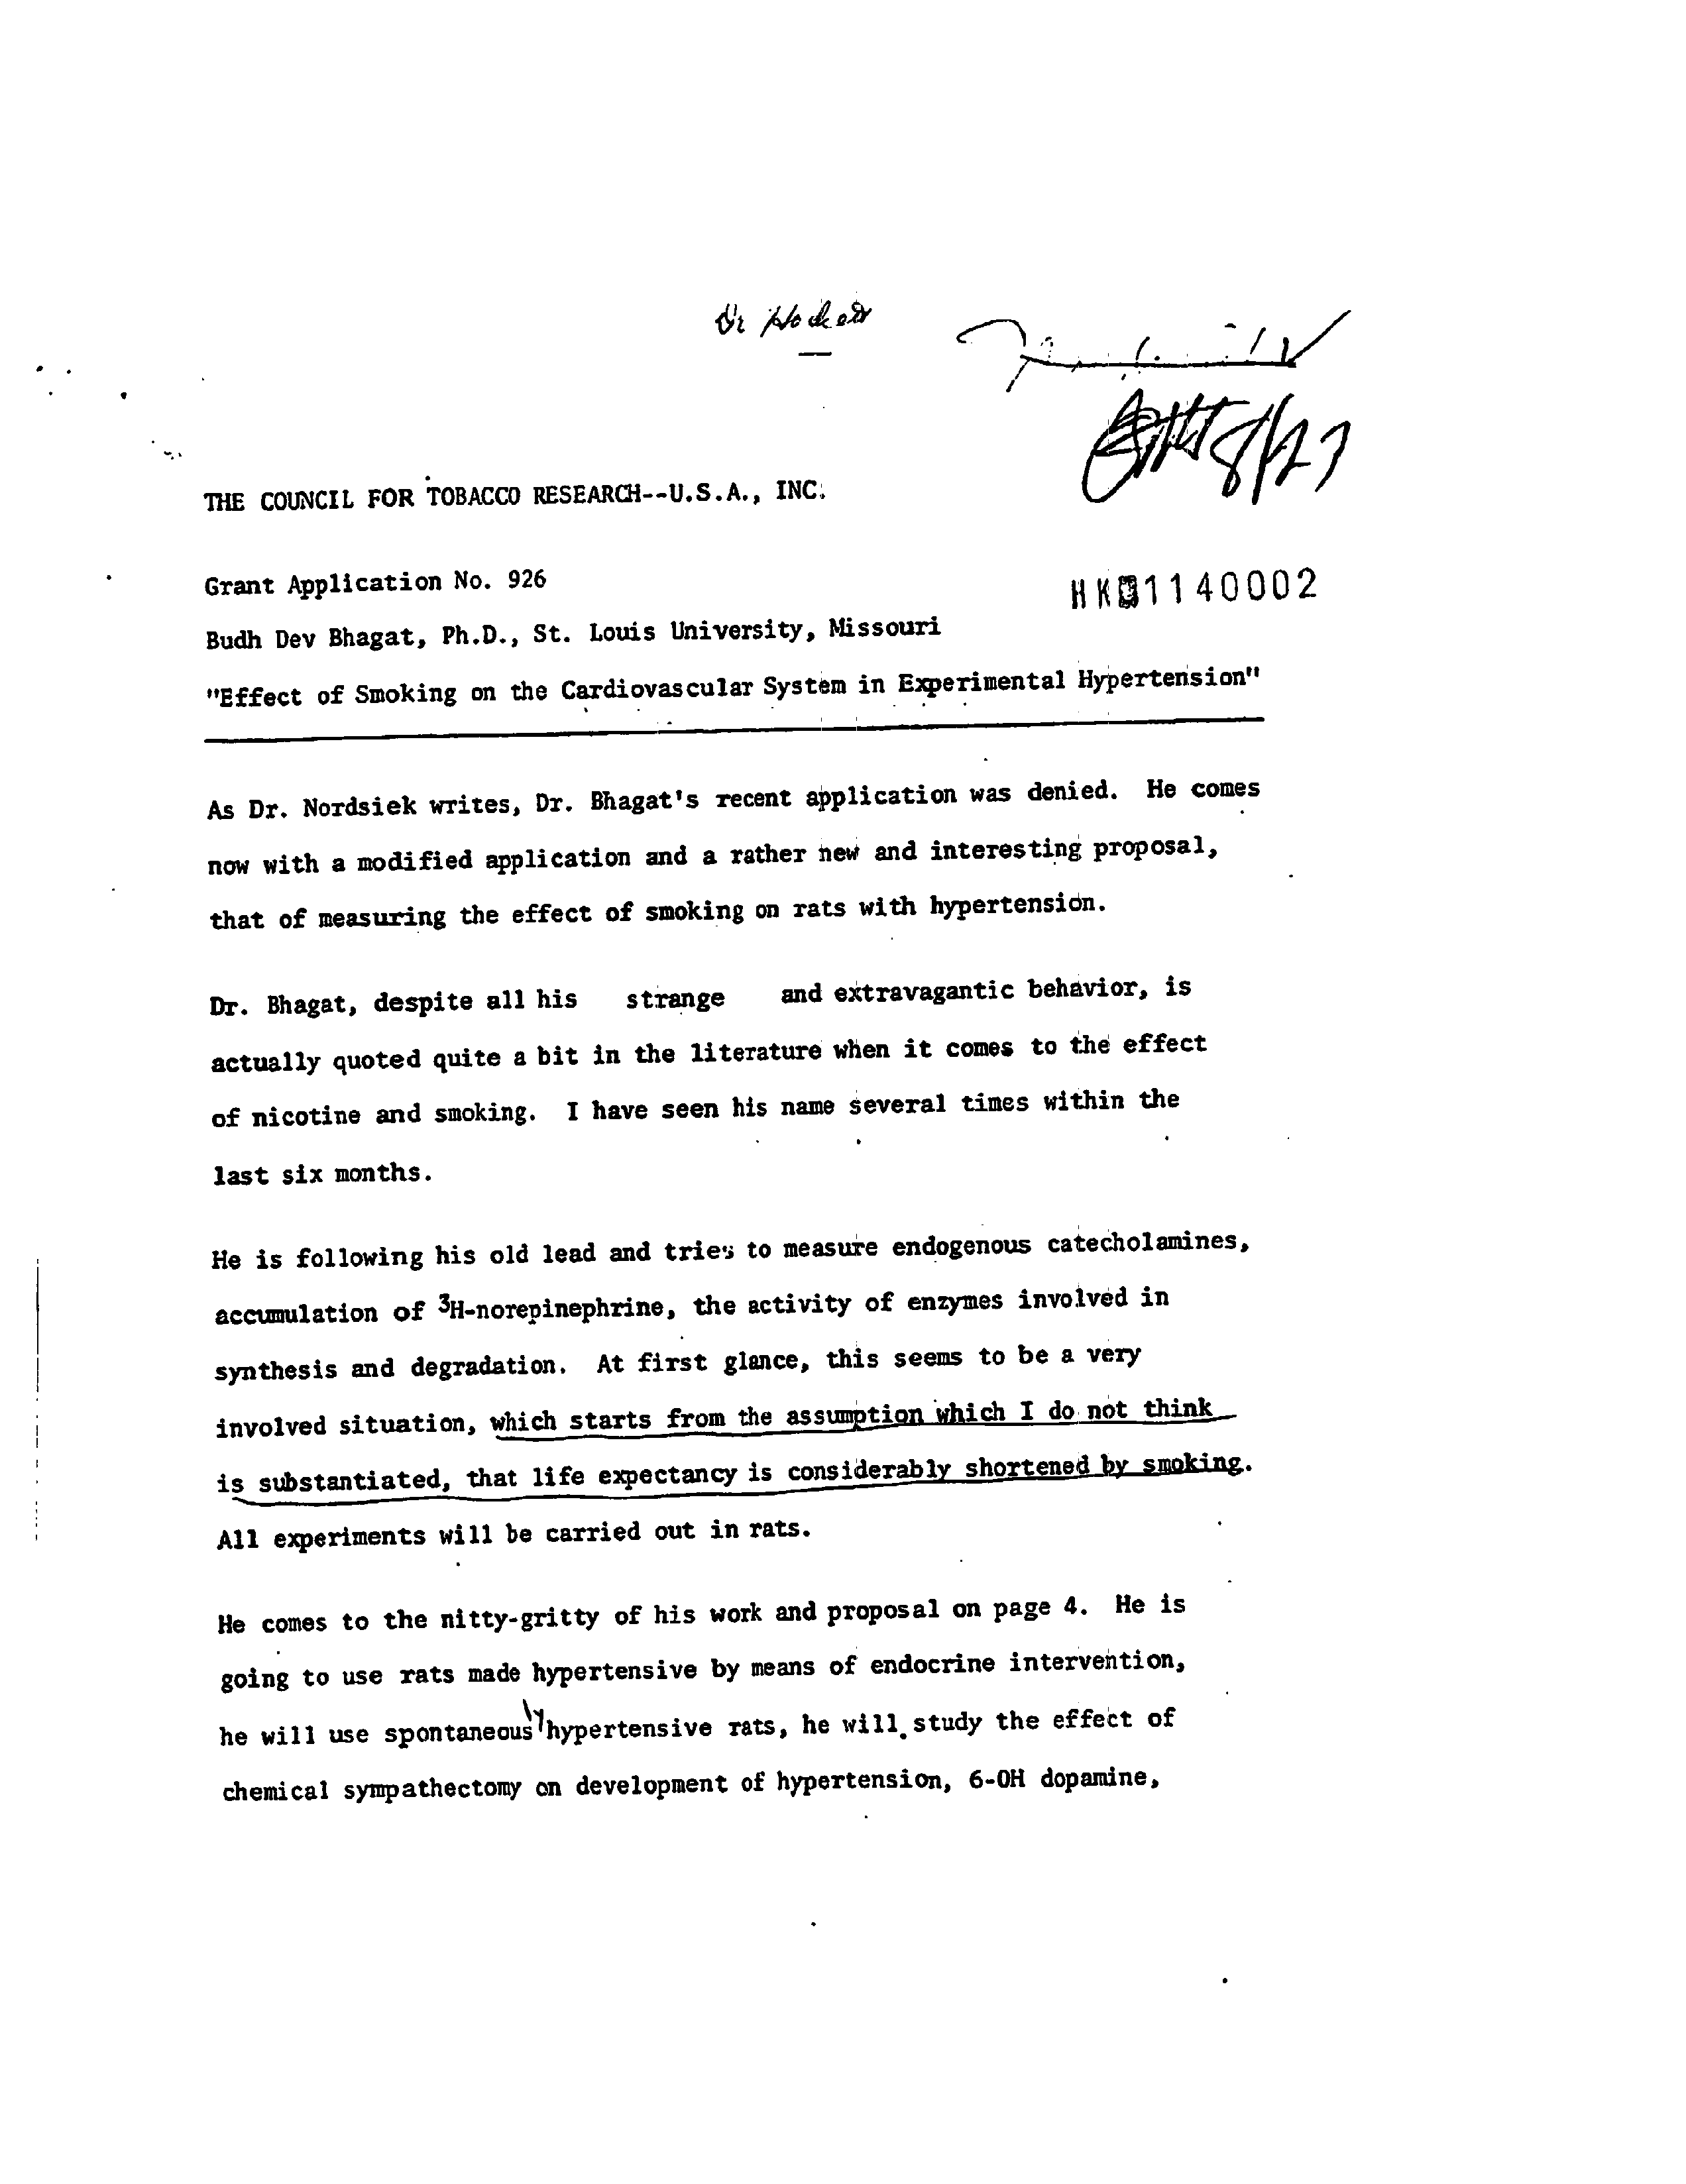 Dr
8/27
THE COUNCIL FOR TOBACCO RESEARCH--U.S.A., INC.
Grant Application No. 926
HK01140002
Budh Dev Bhagat, Ph.D., St. Louis University, Missouri
"Effect of Smoking on the Cardiovascular System in Experimental Hypertension"
As Dr. Nordsiek writes, Dr. Bhagat's recent application was denied. He comes
now with a modified application and a rather new and interesting proposal,
that of measuring the effect of smoking on rats with hypertension.
Dr. Bhagat, despite all his strange and extravagantic behavior, is
actually quoted quite a bit in the literature when it comes to the effect
of nicotine and smoking. I have seen his name several times within the
last six months.
He is following his old lead and tries to measure endogenous catecholamines,
accumulation of ³H-norepinephrine, the activity of enzymes involved in
synthesis and degradation. At first glance, this seems to be a very
involved situation, which starts from the assumption which I do not think
is substantiated, that life expectancy is considerably shortened by smoking.
All experiments will be carried out in rats.
He comes to the nitty-gritty of his work and proposal on page 4. He is
going to use rats made hypertensive by means of endocrine intervention,
he will use spontaneously hypertensive rats, he will study the effect of
chemical sympathectomy on development of hypertension, 6-OH dopamine,